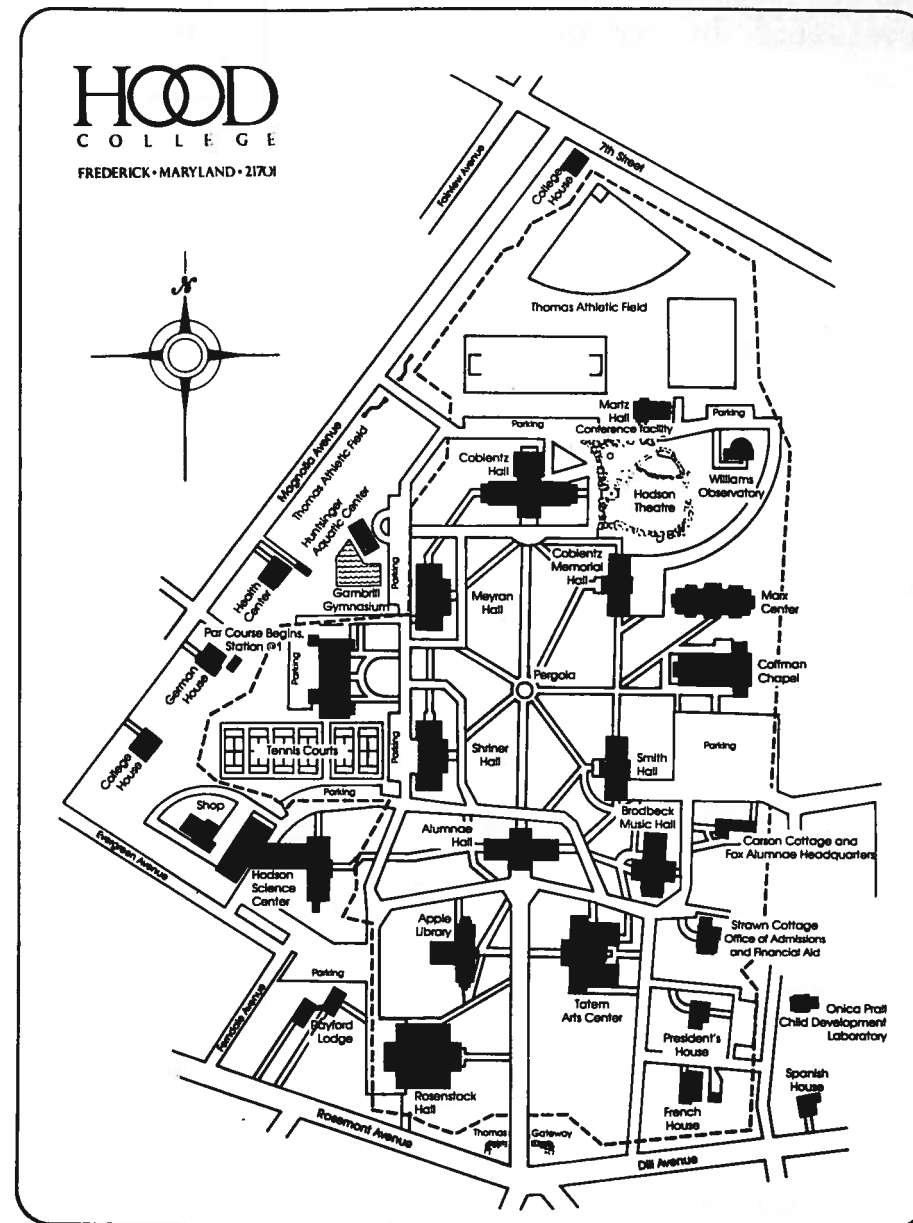 HOOD
COLLEGE
FREDERICK • MARYLAND • 21701
N
Fairview Avenue
7th Street
College
House
Thomas Athletic Field
Magnolia Avenue
Thomas Athletic Field
Martz
Hall
Conference facility
Parking
Parking
Coblentz
Hall
Hodson
Theatre
Williams
Observatory
Huntsinger
Aquatic Center
Gambrill
Gymnasium
Parking
Health
Center
Meyran
Hall
Coblentz
Memorial
Hall
Marx
Center
Par Course Begins,
Station #1
German
House
Parking
Pergola
Coffman
Chapel
Tennis Courts
Parking
Shriner
Hall
Smith
Hall
Parking
College
House
Parking
Shop
Evergreen Avenue
Alumnae
Hall
Brodbeck
Music Hall
Carson Cottage and
Fox Alumnae Headquarters
Hodson
Science
Center
Apple
Library
Strawn Cottage
Office of Admissions
and Financial Aid
Ferndale Avenue
Parking
Tatem
Arts Center
Onica Prall
Child Development
Laboratory
Rayford
Lodge
President's
House
Rosenstock
Hall
French
House
Spanish
House
Rosemont Avenue
Thomas Gateway
Dill Avenue